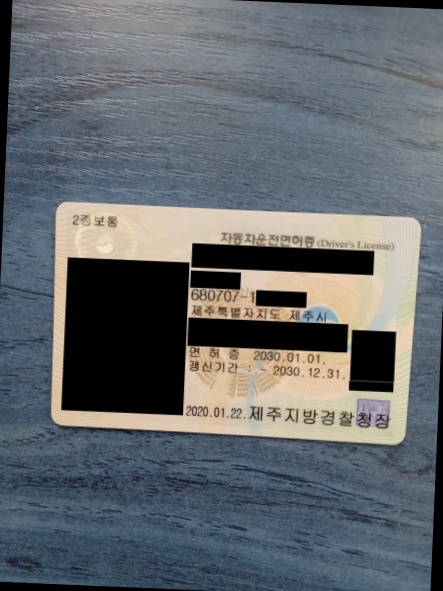 2종보통
자동차운전면허증 (Driver's License)
680707-1
제주특별자치도 제주시
면 허 증 2030.01.01.
갱신기간 : ~ 2030.12.31.
2020.01.22. 제주지방경찰청장